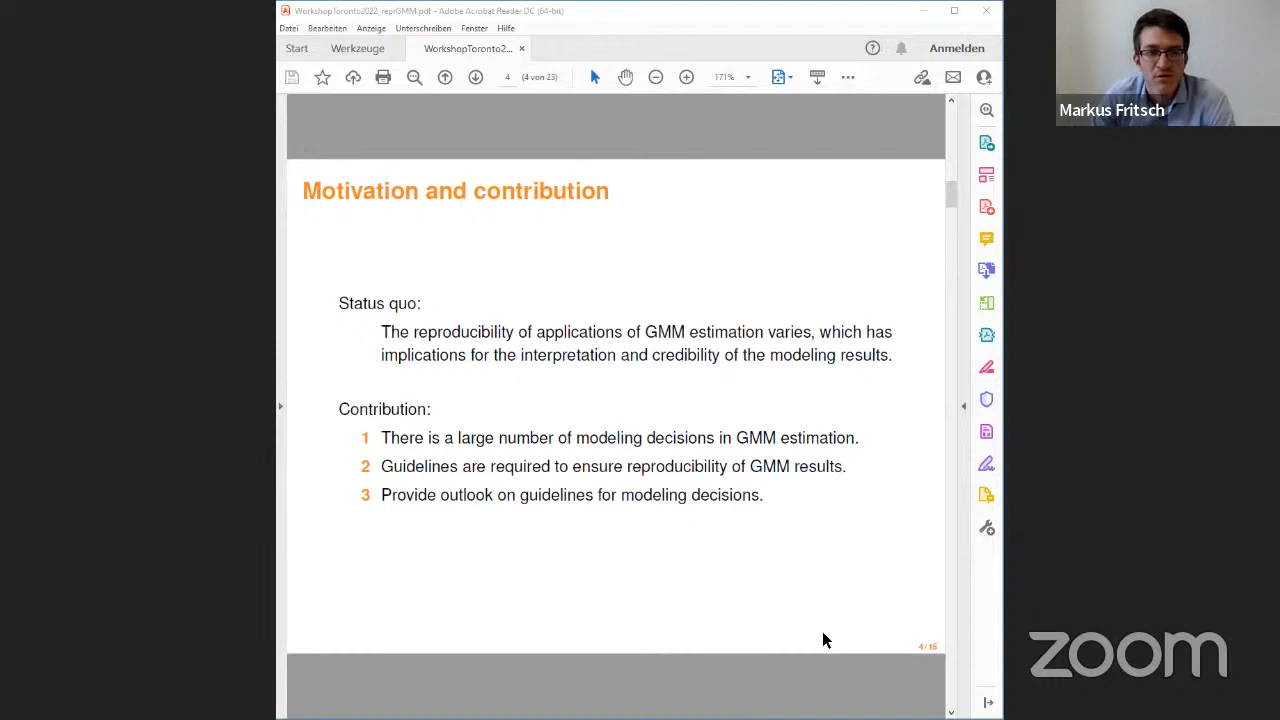 WorkshopToronto2022_reprGMM.pdf - Adobe Acrobat Reader DC (64-bit)
Datei Bearbeiten Anzeige Unterschreiben Fenster Hilfe
Start Werkzeuge WorkshopToronto2... × Anmelden
4 (4 von 23) 171%
Markus Fritsch
Motivation and contribution
Status quo:
The reproducibility of applications of GMM estimation varies, which has
implications for the interpretation and credibility of the modeling results.
Contribution:
1 There is a large number of modeling decisions in GMM estimation.
2 Guidelines are required to ensure reproducibility of GMM results.
3 Provide outlook on guidelines for modeling decisions.
4/15
zoom